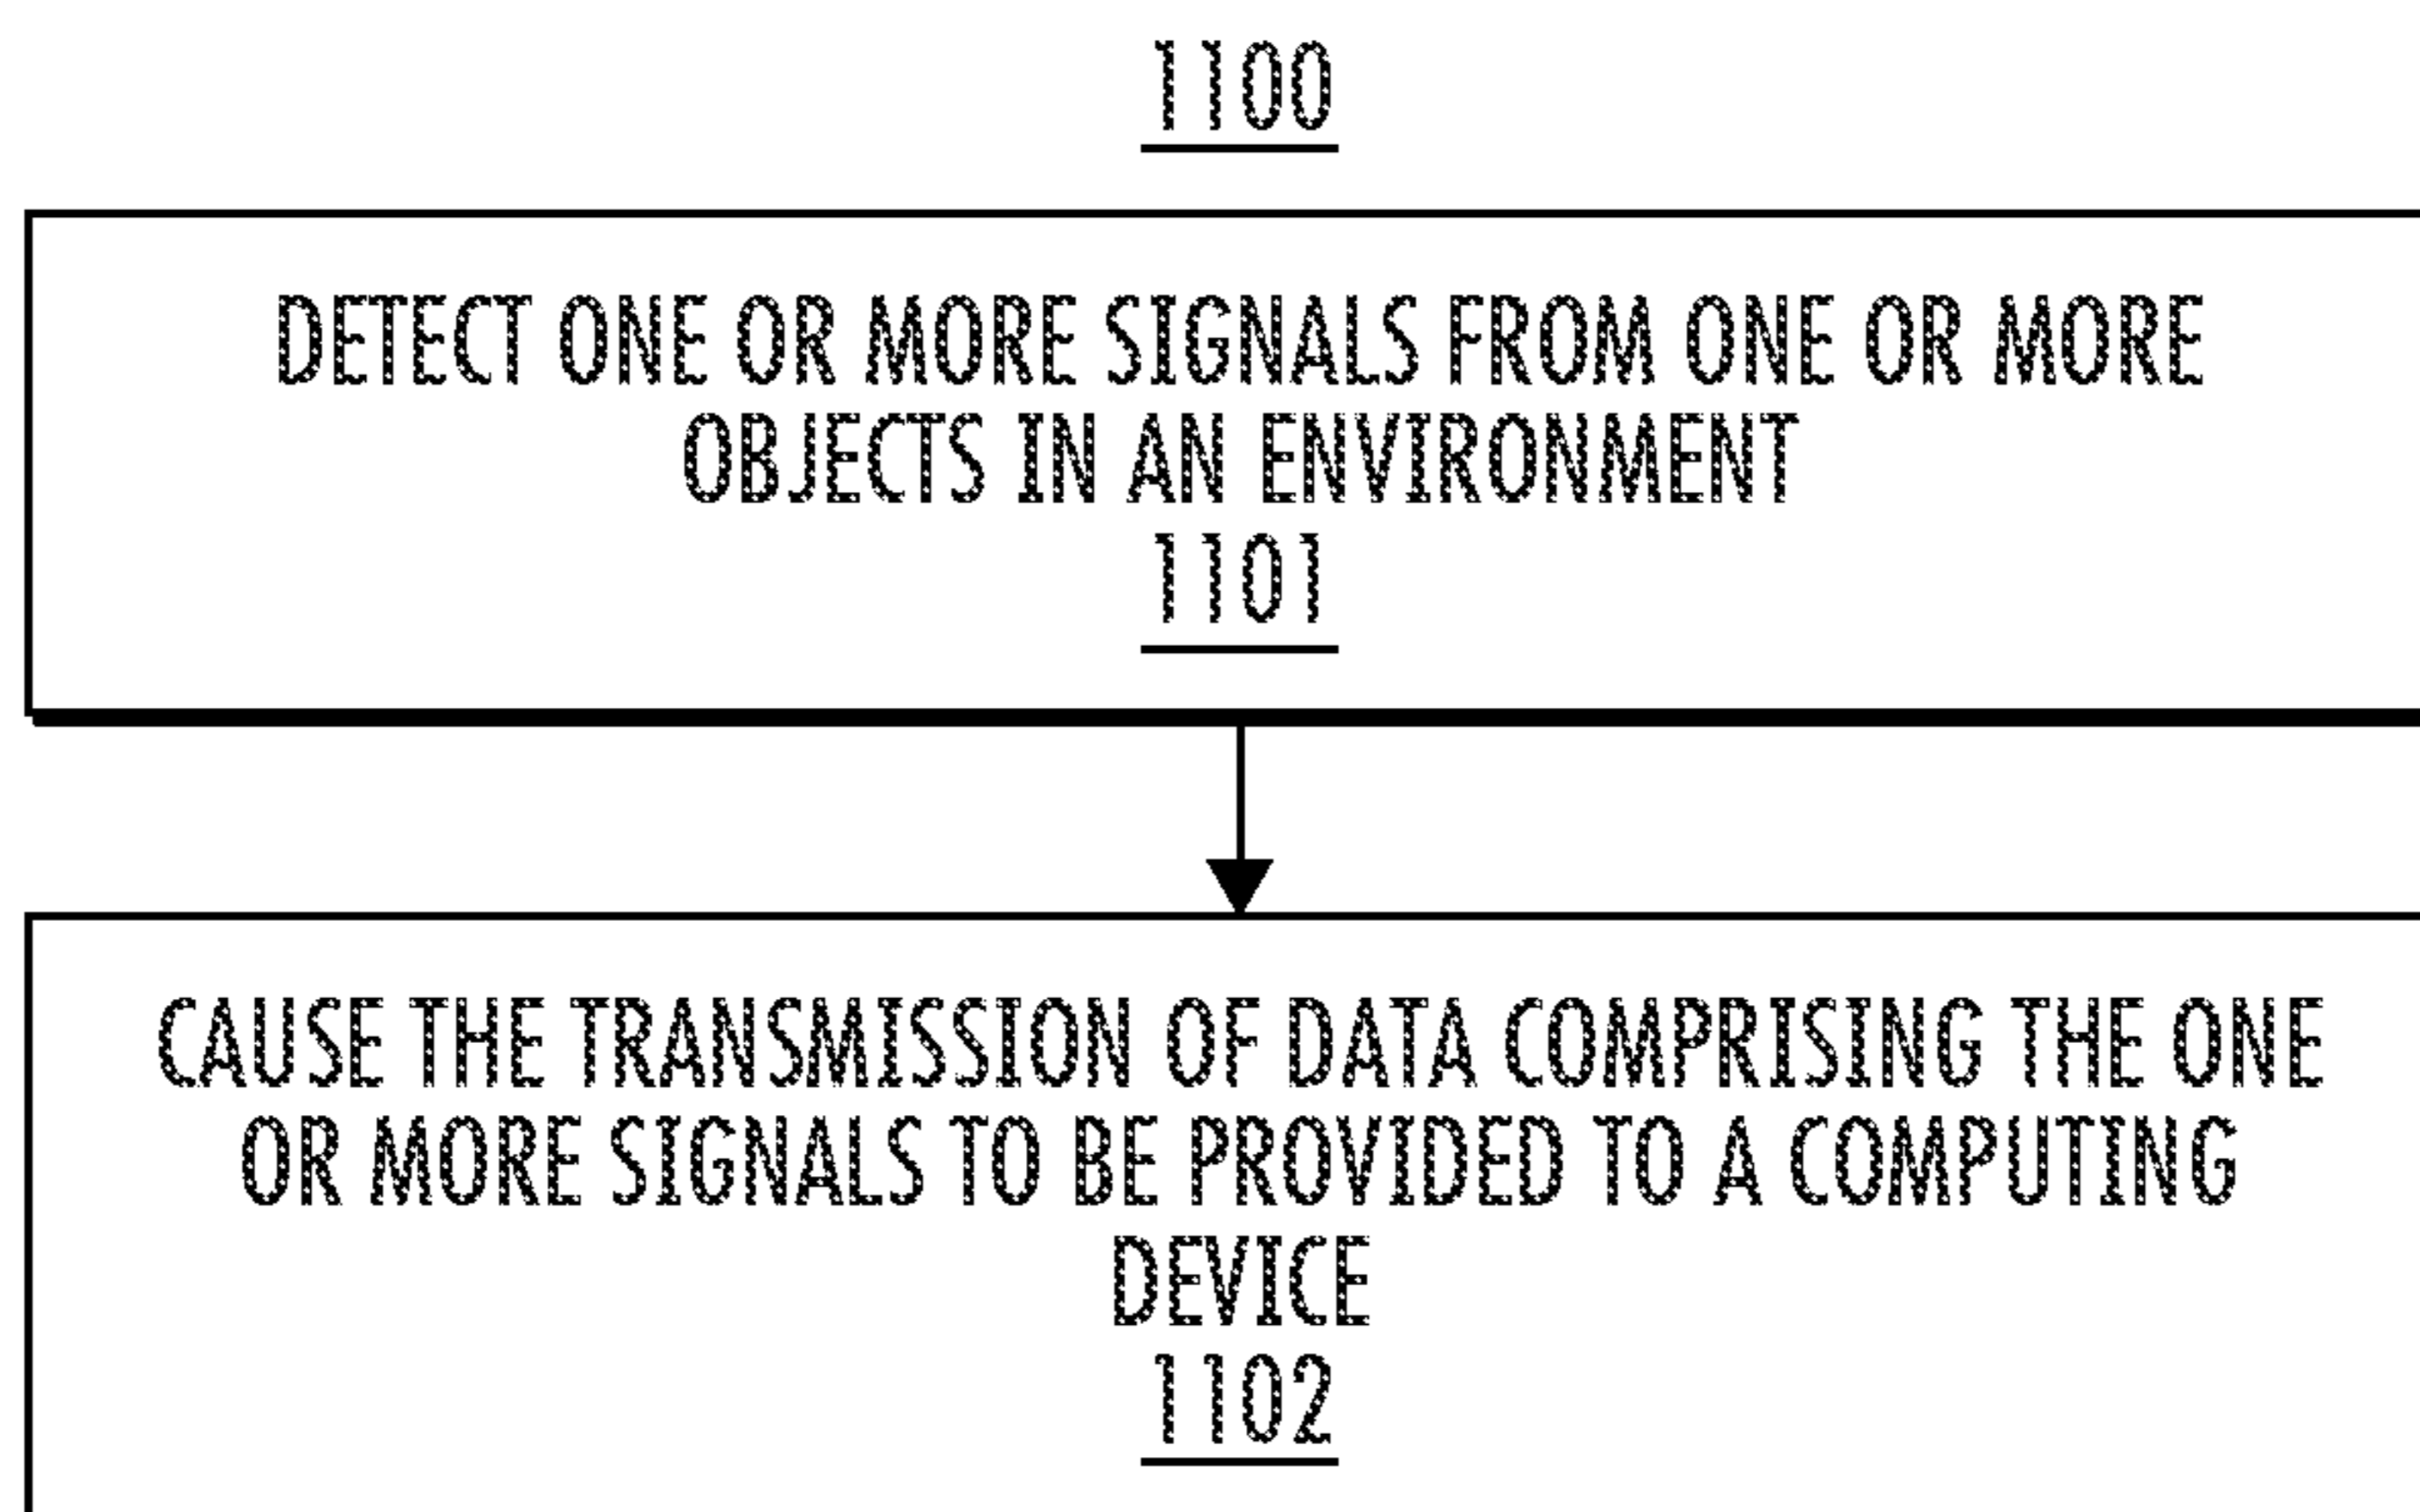 1100
DETECT ONE OR MORE SIGNALS FROM ONE OR MORE
OBJECTS IN AN ENVIRONMENT
1101
CAUSE THE TRANSMISSION OF DATA COMPRISING THE ONE
OR MORE SIGNALS TO BE PROVIDED TO A COMPUTING
DEVICE
1102